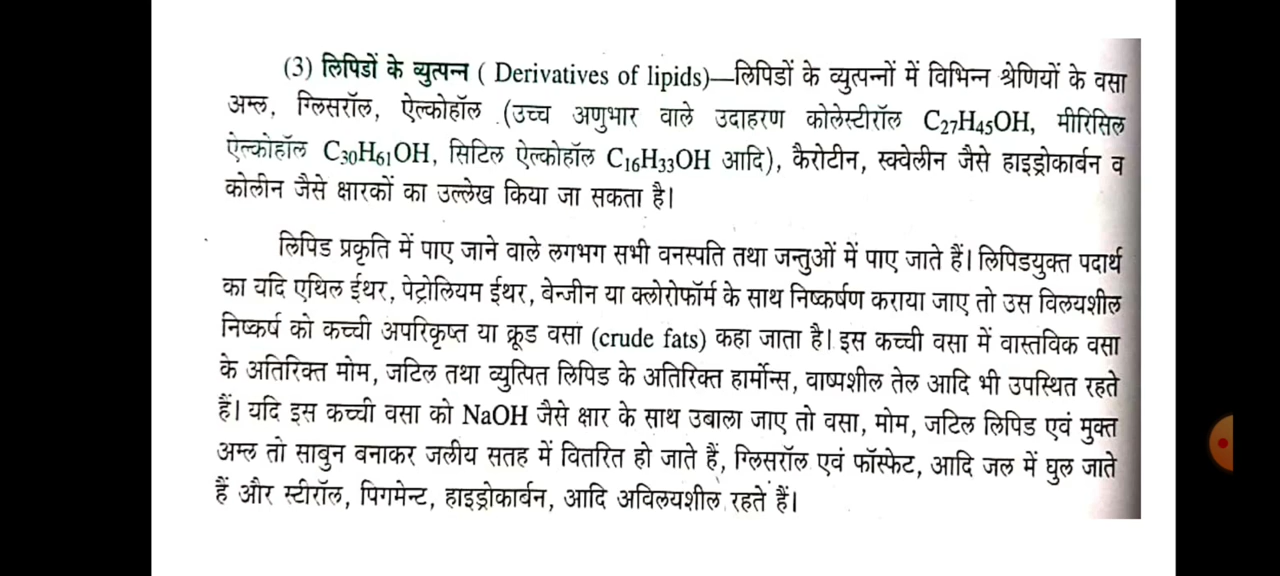 (3) लिपिडों के व्युत्पन्न ( Derivatives of lipids)—लिपिडों के व्युत्पन्नों में विभिन्न श्रेणियों के वसा
अम्ल, ग्लिसरॉल, ऐल्कोहॉल (उच्च अणुभार वाले उदाहरण कोलेस्टीरॉल C₂₇H₄₅OH, मीरिसिल
ऐल्कोहॉल C₃₀H₆₁OH, सिटिल ऐल्कोहॉल C₁₆H₃₃OH आदि), कैरोटीन, स्क्वेलीन जैसे हाइड्रोकार्बन व
कोलीन जैसे क्षारकों का उल्लेख किया जा सकता है।
लिपिड प्रकृति में पाए जाने वाले लगभग सभी वनस्पति तथा जन्तुओं में पाए जाते हैं। लिपिडयुक्त पदार्थ
का यदि एथिल ईथर, पेट्रोलियम ईथर, बेन्जीन या क्लोरोफॉर्म के साथ निष्कर्षण कराया जाए तो उस विलयशील
निष्कर्ष को कच्ची अपरिकृष्त या क्रूड वसा (crude fats) कहा जाता है। इस कच्ची वसा में वास्तविक वसा
के अतिरिक्त मोम, जटिल तथा व्युत्पित लिपिड के अतिरिक्त हार्मोन्स, वाष्पशील तेल आदि भी उपस्थित रहते
हैं। यदि इस कच्ची वसा को NaOH जैसे क्षार के साथ उबाला जाए तो वसा, मोम, जटिल लिपिड एवं मुक्त
अम्ल तो साबुन बनाकर जलीय सतह में वितरित हो जाते हैं, ग्लिसरॉल एवं फॉस्फेट, आदि जल में घुल जाते
हैं और स्टीरॉल, पिगमेन्ट, हाइड्रोकार्बन, आदि अविलयशील रहते हैं।